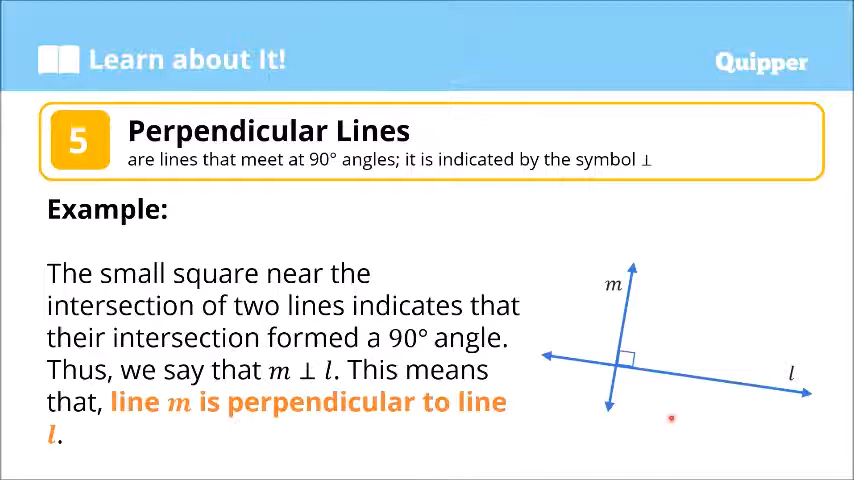 Learn about It!
Quipper
5
Perpendicular Lines
are lines that meet at 90° angles; it is indicated by the symbol ⊥
Example:
The small square near the
intersection of two lines indicates that
their intersection formed a 90° angle.
Thus, we say that m ⊥ l. This means
that, line m is perpendicular to line
l.
m
l